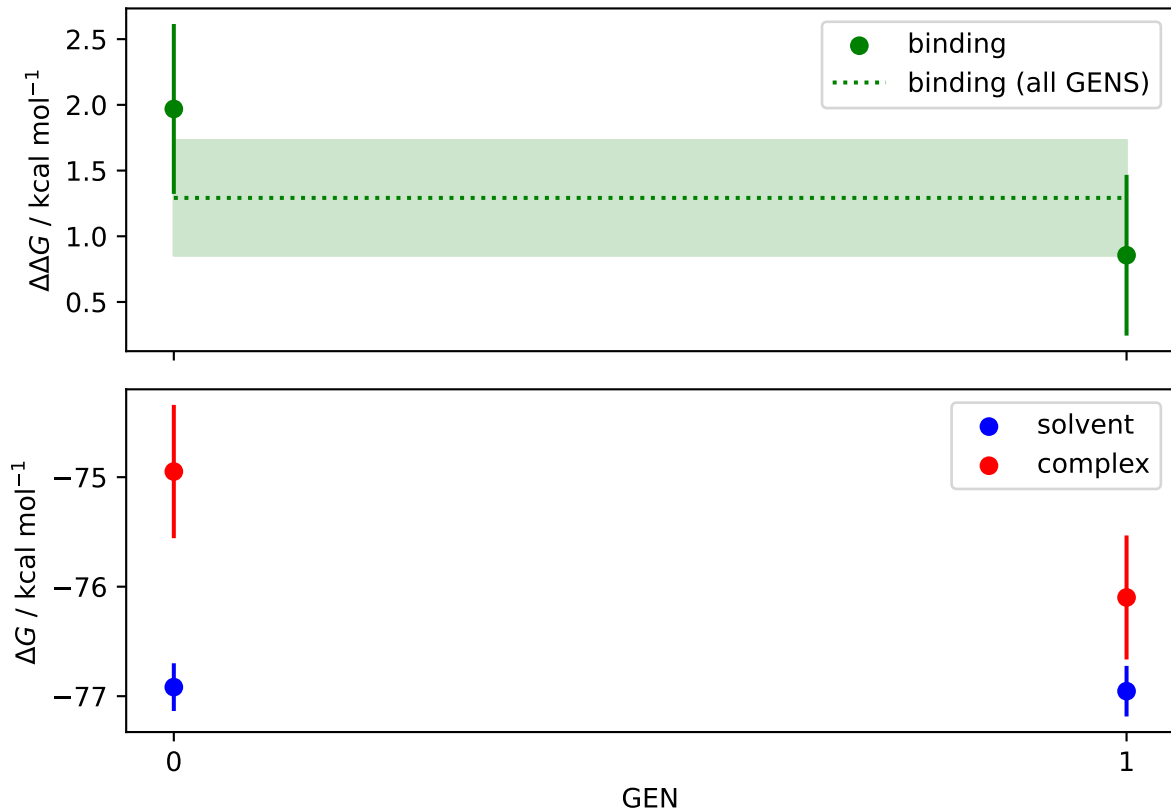 2.5
2.0
1.5
1.0
0.5
ΔΔG / kcal mol⁻¹
binding
binding (all GENS)
−75
−76
−77
ΔG / kcal mol⁻¹
solvent
complex
0
1
GEN